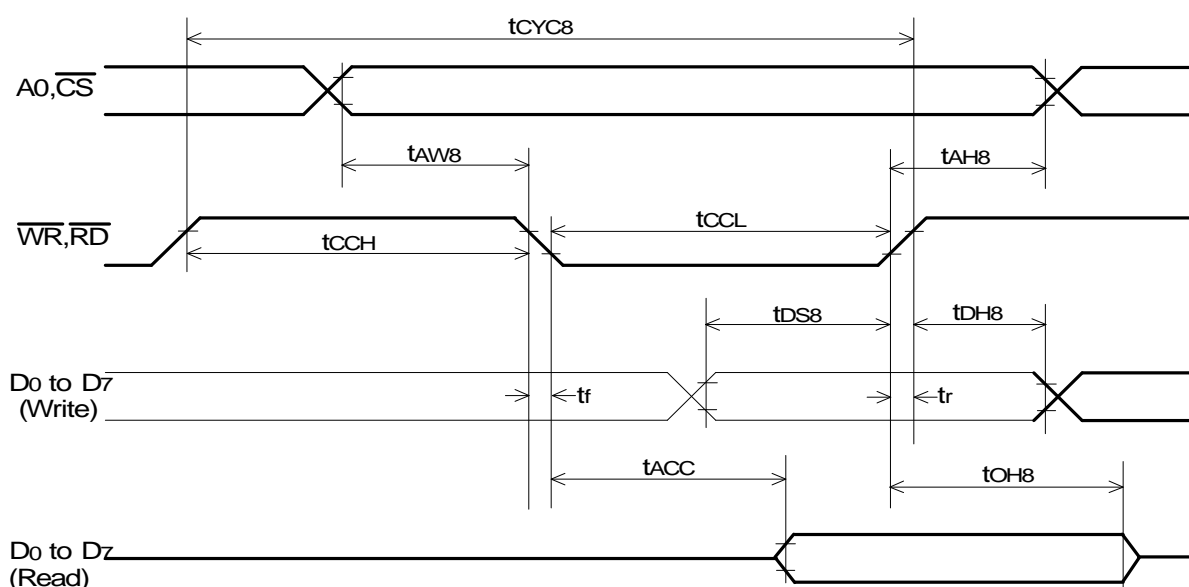 tCYC8
A0,CS
tAW8
tAH8
WR,RD
tCCL
tCCH
tDS8
tDH8
D0 to D7
(Write)
tf
tr
tACC
tOH8
D0 to D7
(Read)